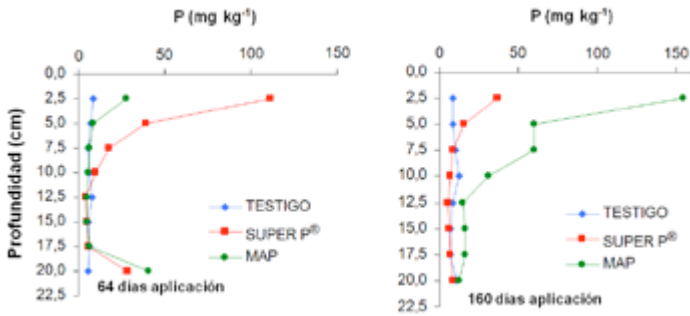 P (mg kg-1)
0 50 100 150
0,0
2,5
5,0
7,5
10,0
12,5
15,0
17,5
20,0
22,5
Profundidad (cm)
TESTIGO
SUPER P®
MAP
64 días aplicación
P (mg kg-1)
0 50 100 150
0,0
2,5
5,0
7,5
10,0
12,5
15,0
17,5
20,0
22,5
TESTIGO
SUPER P®
MAP
160 días aplicación